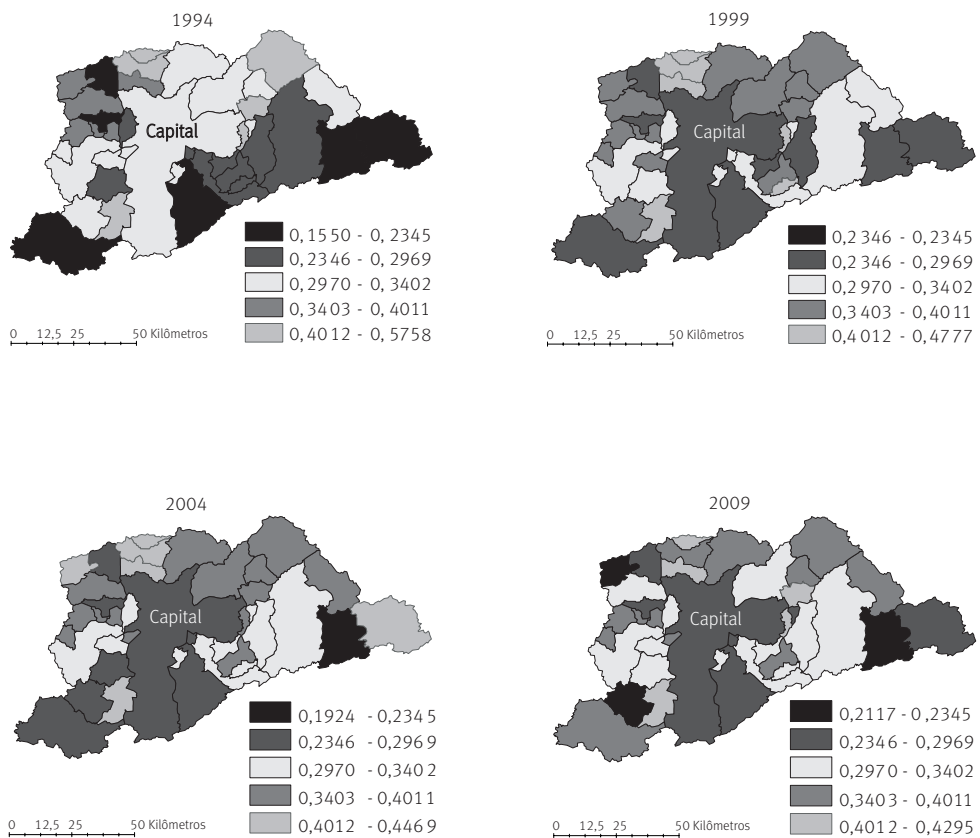 1994
Capital
0,1550 - 0,2345
0,2346 - 0,2969
0,2970 - 0,3402
0,3403 - 0,4011
0,4012 - 0,5758
0 12,5 25 50 Kilômetros
1999
Capital
0,2346 - 0,2345
0,2346 - 0,2969
0,2970 - 0,3402
0,3403 - 0,4011
0,4012 - 0,4777
0 12,5 25 50 Kilômetros
2004
Capital
0,1924 - 0,2345
0,2346 - 0,2969
0,2970 - 0,3402
0,3403 - 0,4011
0,4012 - 0,4469
0 12,5 25 50 Kilômetros
2009
Capital
0,2117 - 0,2345
0,2346 - 0,2969
0,2970 - 0,3402
0,3403 - 0,4011
0,4012 - 0,4295
0 12,5 25 50 Kilômetros